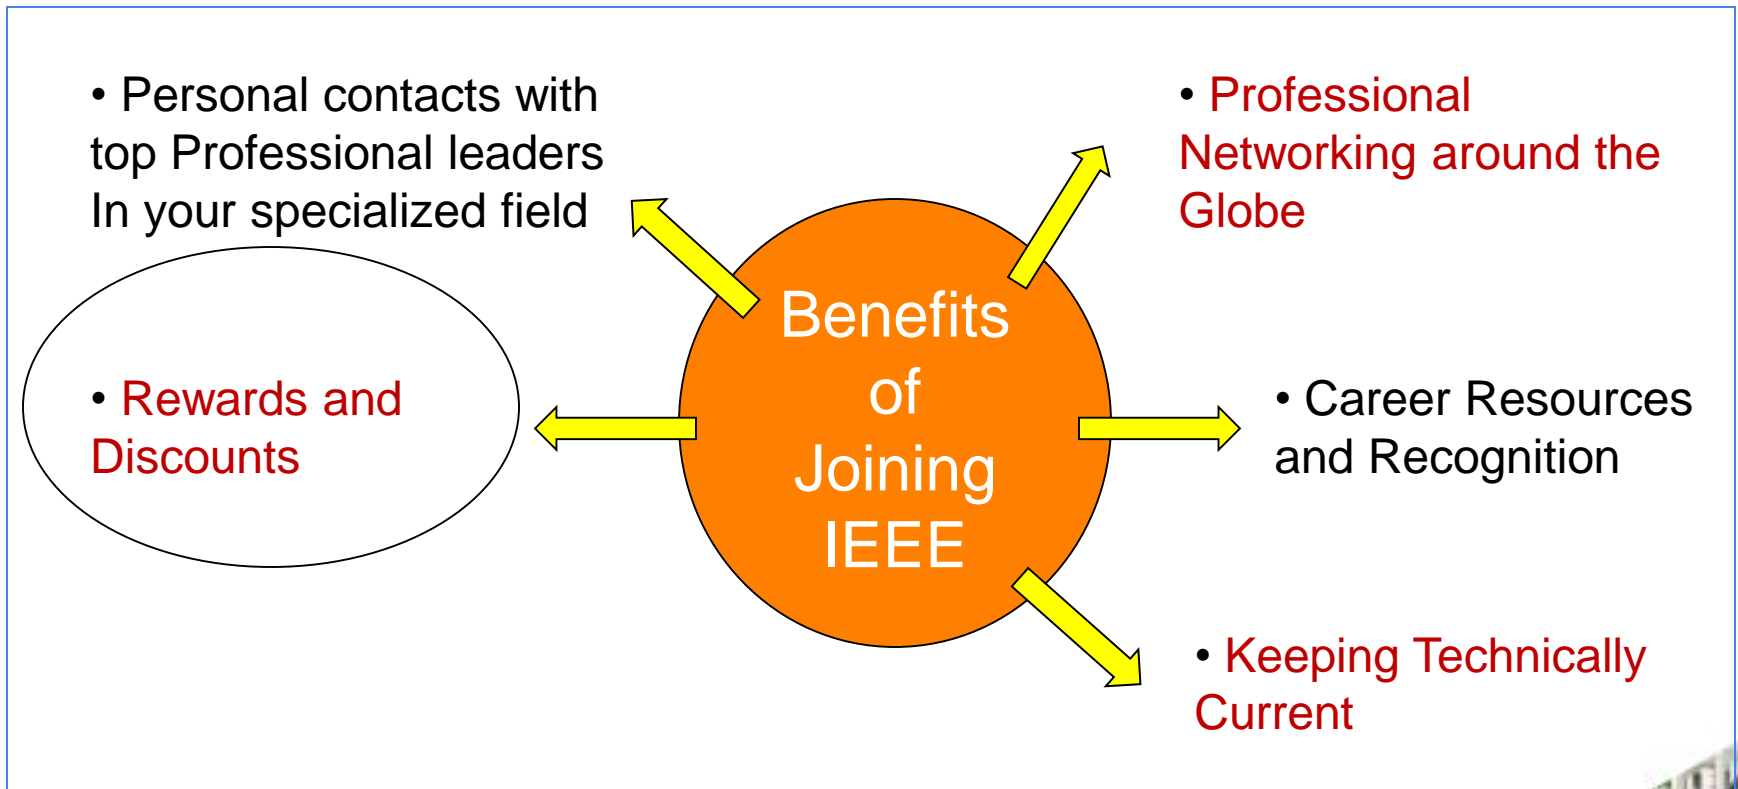 • Personal contacts with
top Professional leaders
In your specialized field
• Rewards and
Discounts
Benefits
of
Joining
IEEE
• Professional
Networking around the
Globe
• Career Resources
and Recognition
• Keeping Technically
Current